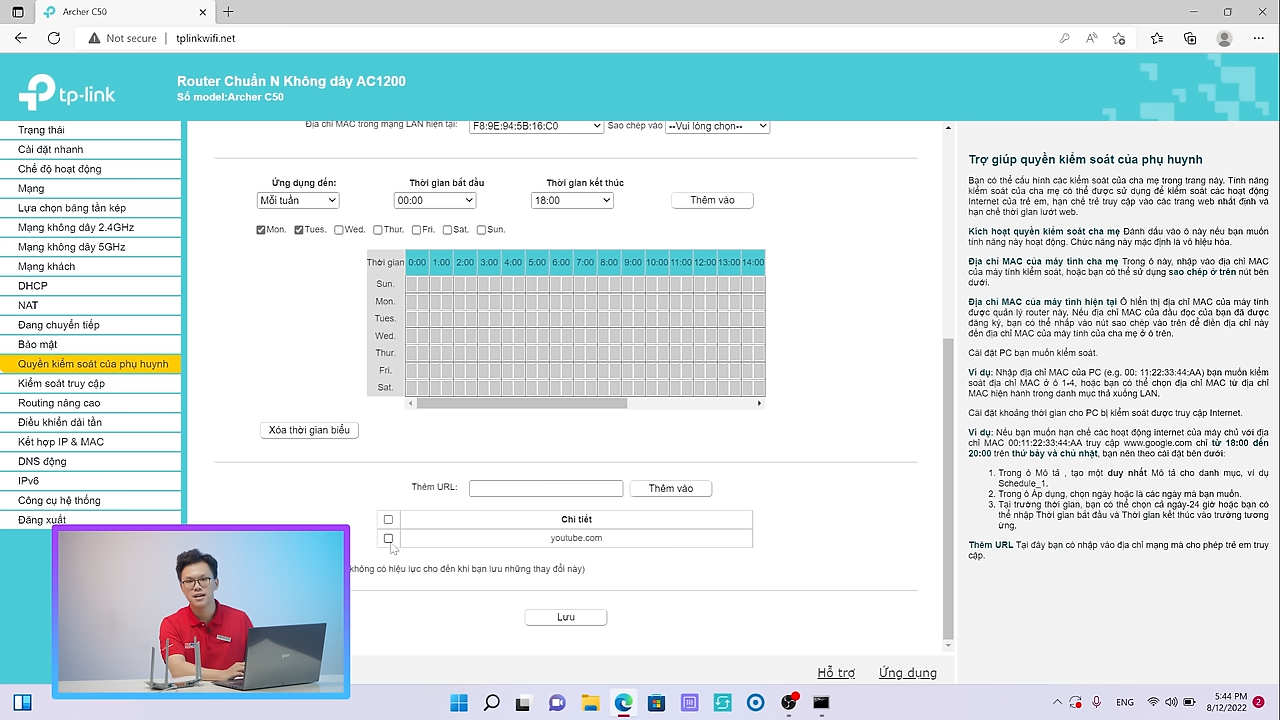 Archer C50
Not secure | tplinkwifi.net
tp-link
Router Chuẩn N Không dây AC1200
Số model:Archer C50
Trạng thái
Cài đặt nhanh
Chế độ hoạt động
Mạng
Lựa chọn băng tần kép
Mạng không dây 2.4GHz
Mạng không dây 5GHz
Mạng khách
DHCP
NAT
Đang chuyển tiếp
Bảo mật
Quyền kiểm soát của phụ huynh
Kiểm soát truy cập
Routing nâng cao
Điều khiển dải tần
Kết hợp IP & MAC
DNS động
IPv6
Công cụ hệ thống
Đăng xuất
Địa chỉ MAC trong mạng LAN hiện tại: F8:9E:94:5B:16:C0 Sao chép vào --Vui lòng chọn--
Ứng dụng đến: Thời gian bắt đầu Thời gian kết thúc
Mỗi tuần 00:00 18:00 Thêm vào
Mon. Tues. Wed. Thur. Fri. Sat. Sun.
Thời gian 0:00 1:00 2:00 3:00 4:00 5:00 6:00 7:00 8:00 9:00 10:00 11:00 12:00 13:00 14:00
Sun.
Mon.
Tues.
Wed.
Thur.
Fri.
Sat.
Xóa thời gian biểu
Thêm URL: Thêm vào
Chi tiết
youtube.com
không có hiệu lực cho đến khi bạn lưu những thay đổi này)
Lưu
Hỗ trợ Ứng dụng
Trợ giúp quyền kiểm soát của phụ huynh
Bạn có thể cấu hình các kiểm soát của cha mẹ trong trang này. Tính năng
kiểm soát của cha mẹ có thể được sử dụng để kiểm soát các hoạt động
Internet của trẻ em, hạn chế trẻ truy cập vào các trang web nhất định và
hạn chế thời gian lướt web.
Kích hoạt quyền kiểm soát cha mẹ Đánh dấu vào ô này nếu bạn muốn
tính năng này hoạt động. Chức năng này mặc định là vô hiệu hóa.
Địa chỉ MAC của máy tính cha mẹ Trong ô này, nhập vào địa chỉ MAC
của máy tính kiểm soát, hoặc bạn có thể sử dụng sao chép ở trên nút bên
dưới.
Địa chỉ MAC của máy tính hiện tại Ô hiển thị địa chỉ MAC của máy tính
được quản lý router này. Nếu địa chỉ MAC của đầu đọc của bạn đã được
đăng ký, bạn có thể nhấp vào nút sao chép vào trên để điền địa chỉ này
đến địa chỉ MAC của máy tính của cha mẹ ở ô trên.
Cài đặt PC bạn muốn kiểm soát.
Ví dụ: Nhập địa chỉ MAC của PC (e.g. 00: 11:22:33:44:AA) bạn muốn kiểm
soát địa chỉ MAC ở ô 1-4, hoặc bạn có thể chọn địa chỉ MAC từ địa chỉ
MAC hiện hành trong danh mục thả xuống LAN.
Cài đặt khoảng thời gian cho PC bị kiểm soát được truy cập Internet.
Ví dụ: Nếu bạn muốn hạn chế các hoạt động internet của máy chủ với địa
chỉ MAC 00:11:22:33:44:AA truy cập www.google.com chỉ từ 18:00 đến
20:00 trên thứ bảy và chủ nhật, bạn nên theo cài đặt bên dưới:
1. Trong ô Mô tả , tạo một duy nhất Mô tả cho danh mục, ví dụ
Schedule_1.
2. Trong ô Áp dụng, chọn ngày hoặc là các ngày mà bạn muốn.
3. Tại trường thời gian, bạn có thể chọn cả ngày-24 giờ hoặc bạn có
thể nhập Thời gian bắt đầu và Thời gian kết thúc vào trường tương
ứng.
Thêm URL Tại đây bạn có nhập vào địa chỉ mạng mà cho phép trẻ em truy
cập.
ENG
5:44 PM
8/12/2022
2